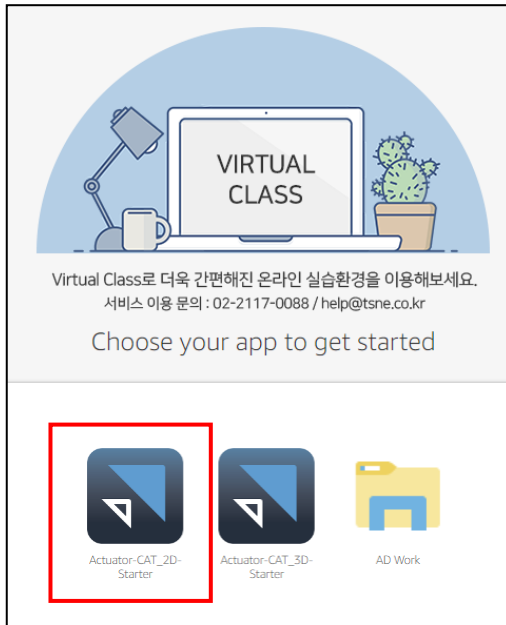 VIRTUAL
CLASS
Virtual Class로 더욱 간편해진 온라인 실습환경을 이용해보세요.
서비스 이용 문의 : 02-2117-0088 / help@tsne.co.kr
Choose your app to get started
Actuator-CAT_2D-
Starter
Actuator-CAT_3D-
Starter
AD Work